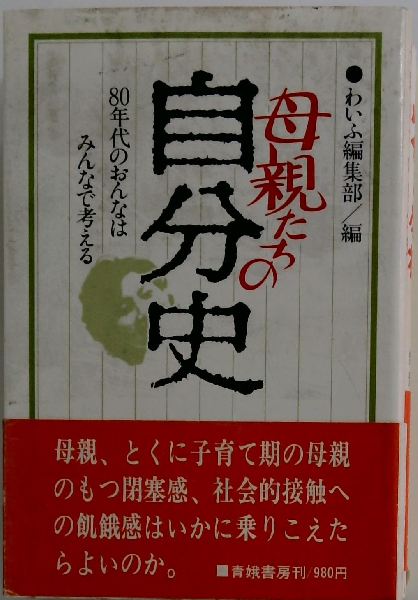 ●わいふ編集部／編
母親たちの
自分史
80年代のおんなは
みんなで考える
母親、とくに子育て期の母親
のもつ閉塞感、社会的接触へ
の飢餓感はいかに乗りこえた
らよいのか。
■青娥書房刊/980円